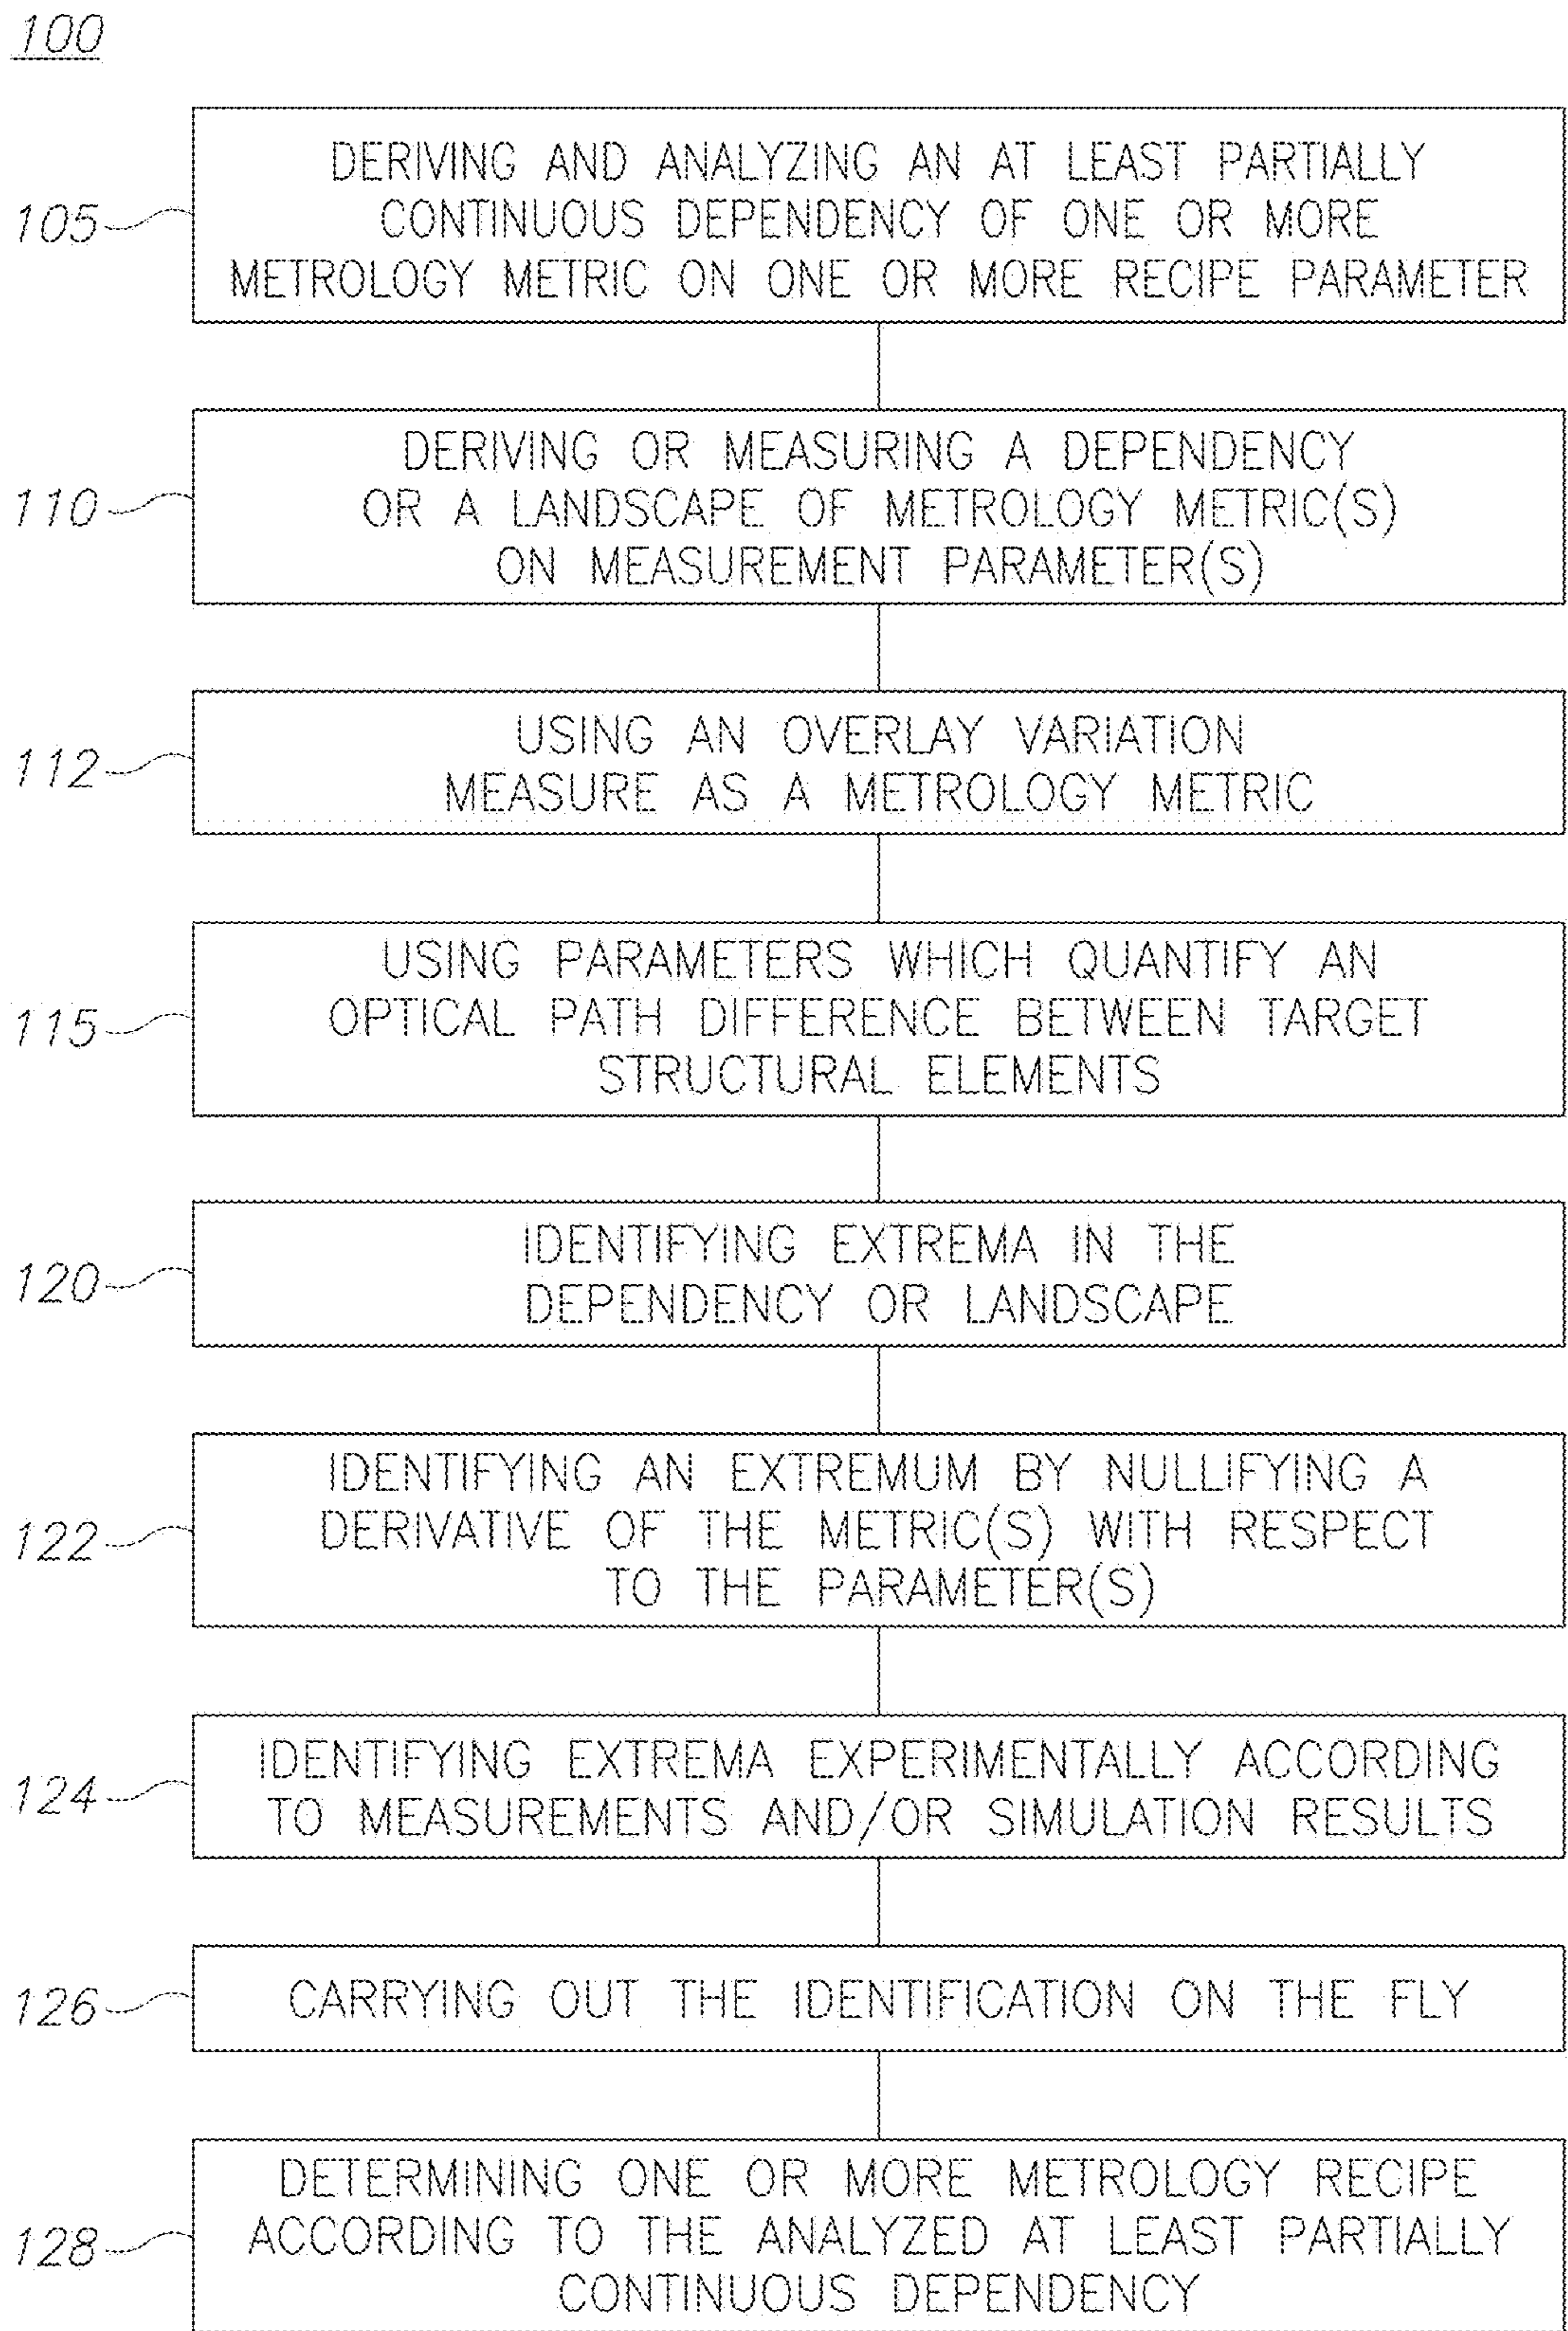 100
DERIVING AND ANALYZING AN AT LEAST PARTIALLY
CONTINUOUS DEPENDENCY OF ONE OR MORE
METROLOGY METRIC ON ONE OR MORE RECIPE PARAMETER
105
DERIVING OR MEASURING A DEPENDENCY
OR A LANDSCAPE OF METROLOGY METRIC(S)
ON MEASUREMENT PARAMETER(S)
110
USING AN OVERLAY VARIATION
MEASURE AS A METROLOGY METRIC
112
USING PARAMETERS WHICH QUANTIFY AN
OPTICAL PATH DIFFERENCE BETWEEN TARGET
STRUCTURAL ELEMENTS
115
IDENTIFYING EXTREMA IN THE
DEPENDENCY OR LANDSCAPE
120
IDENTIFYING AN EXTREMUM BY NULLIFYING A
DERIVATIVE OF THE METRIC(S) WITH RESPECT
TO THE PARAMETER(S)
122
IDENTIFYING EXTREMA EXPERIMENTALLY ACCORDING
TO MEASUREMENTS AND/OR SIMULATION RESULTS
124
CARRYING OUT THE IDENTIFICATION ON THE FLY
126
DETERMINING ONE OR MORE METROLOGY RECIPE
ACCORDING TO THE ANALYZED AT LEAST PARTIALLY
CONTINUOUS DEPENDENCY
128